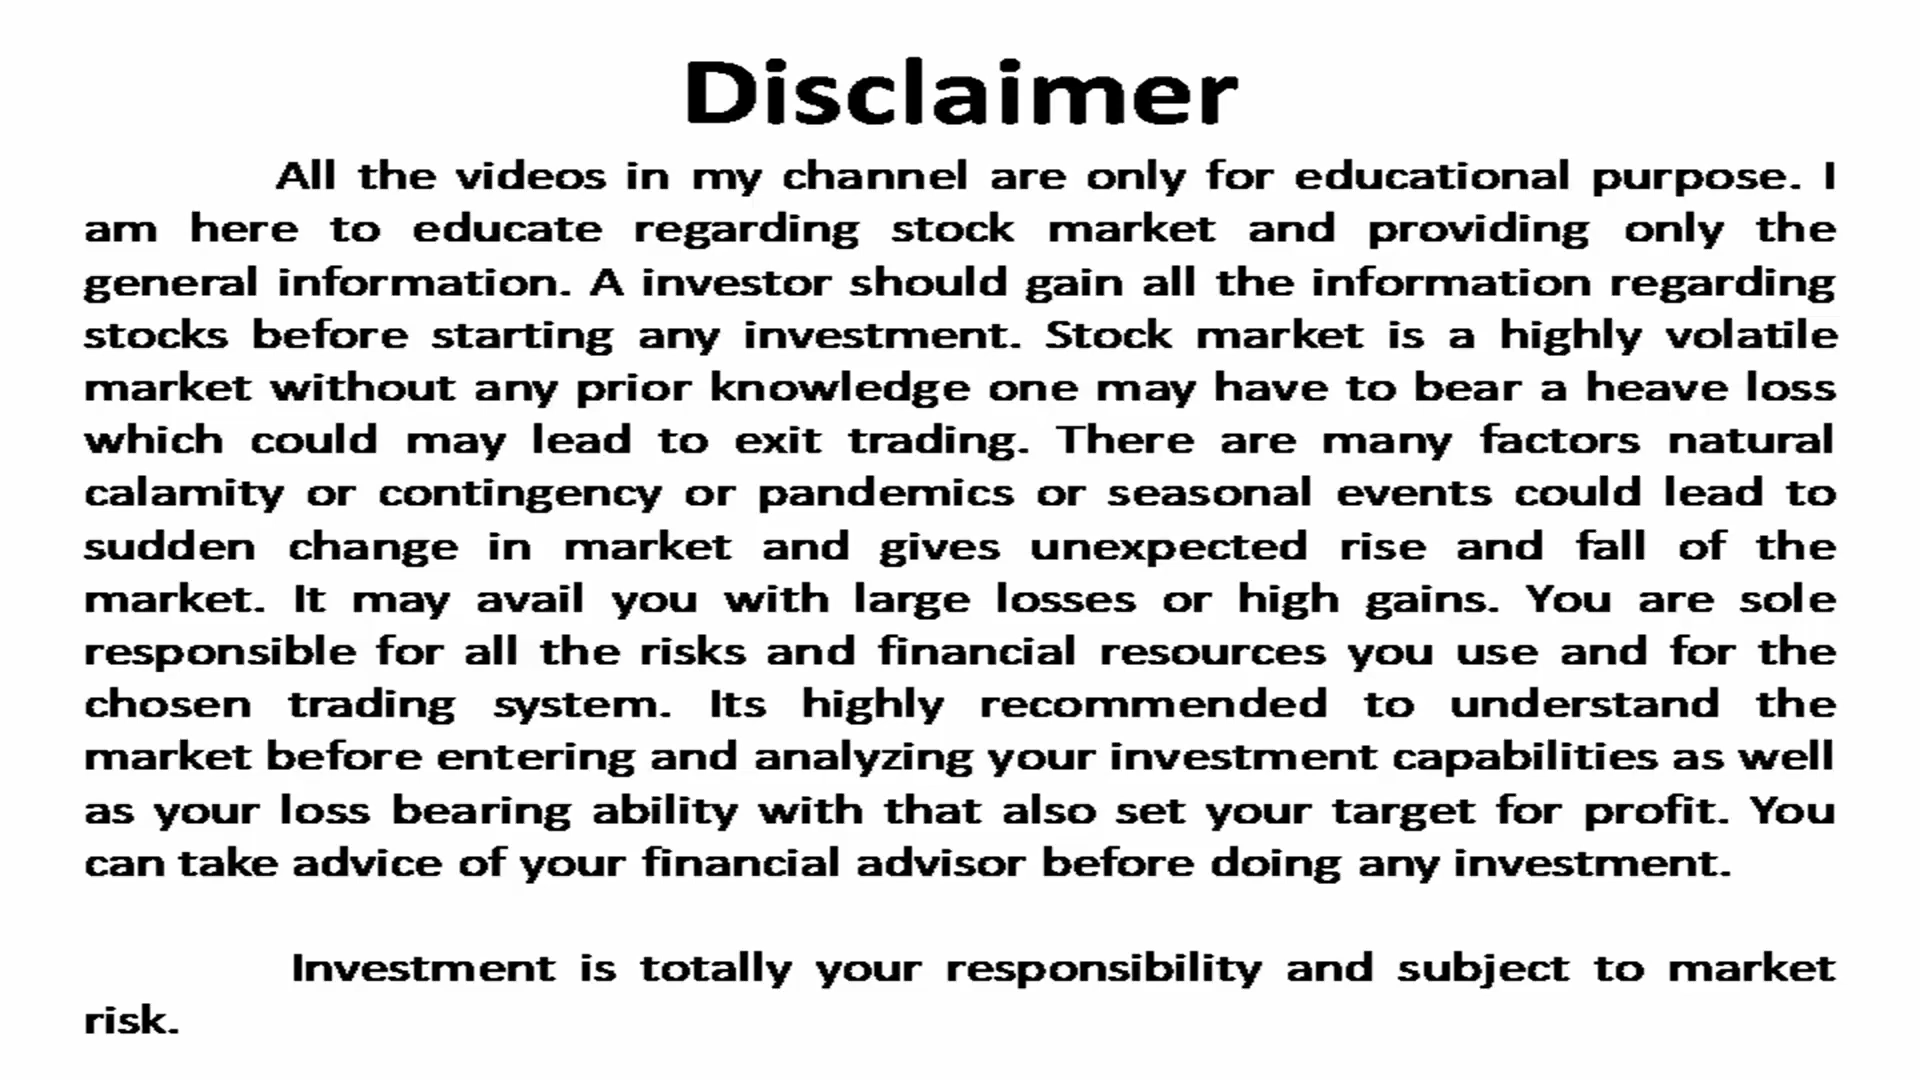 Disclaimer
All the videos in my channel are only for educational purpose. I
am here to educate regarding stock market and providing only the
general information. A investor should gain all the information regarding
stocks before starting any investment. Stock market is a highly volatile
market without any prior knowledge one may have to bear a heave loss
which could may lead to exit trading. There are many factors natural
calamity or contingency or pandemics or seasonal events could lead to
sudden change in market and gives unexpected rise and fall of the
market. It may avail you with large losses or high gains. You are sole
responsible for all the risks and financial resources you use and for the
chosen trading system. Its highly recommended to understand the
market before entering and analyzing your investment capabilities as well
as your loss bearing ability with that also set your target for profit. You
can take advice of your financial advisor before doing any investment.
Investment is totally your responsibility and subject to market
risk.